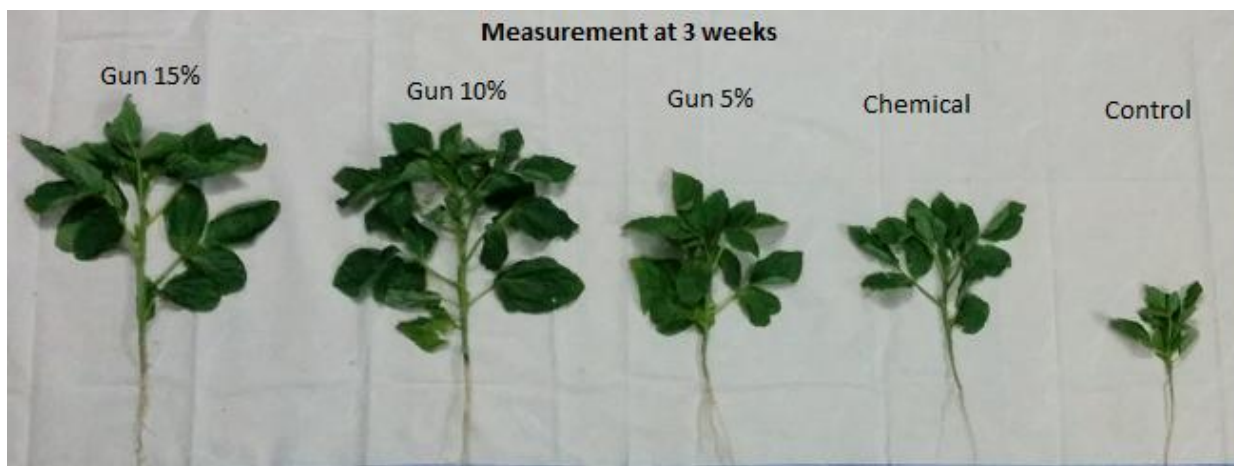 Measurement at 3 weeks
Gun 15%
Gun 10%
Gun 5%
Chemical
Control